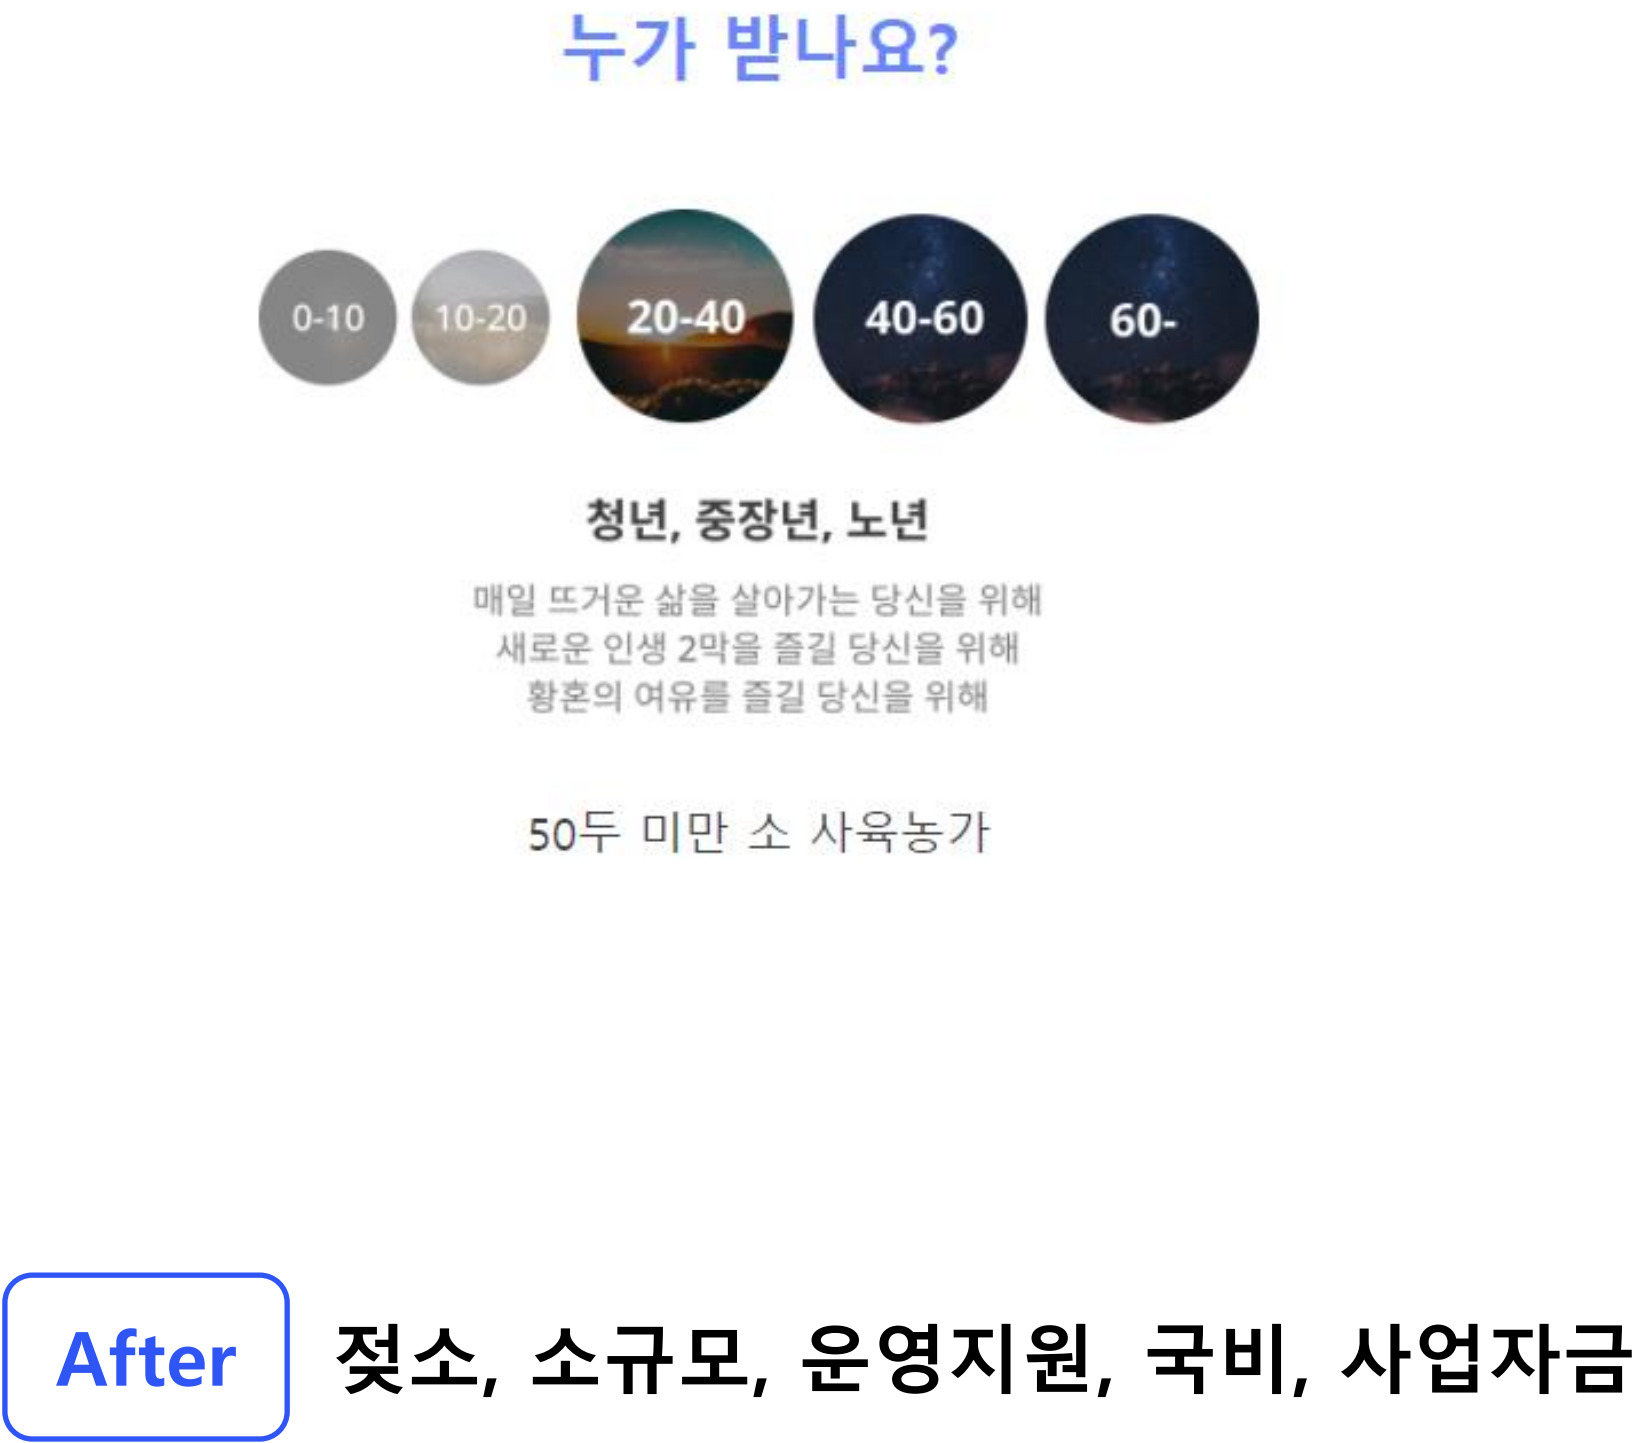 누가 받나요?
0-10 10-20 20-40 40-60 60-
청년, 중장년, 노년
매일 뜨거운 삶을 살아가는 당신을 위해
새로운 인생 2막을 즐길 당신을 위해
황혼의 여유를 즐길 당신을 위해
50두 미만 소 사육농가
After 젖소, 소규모, 운영지원, 국비, 사업자금